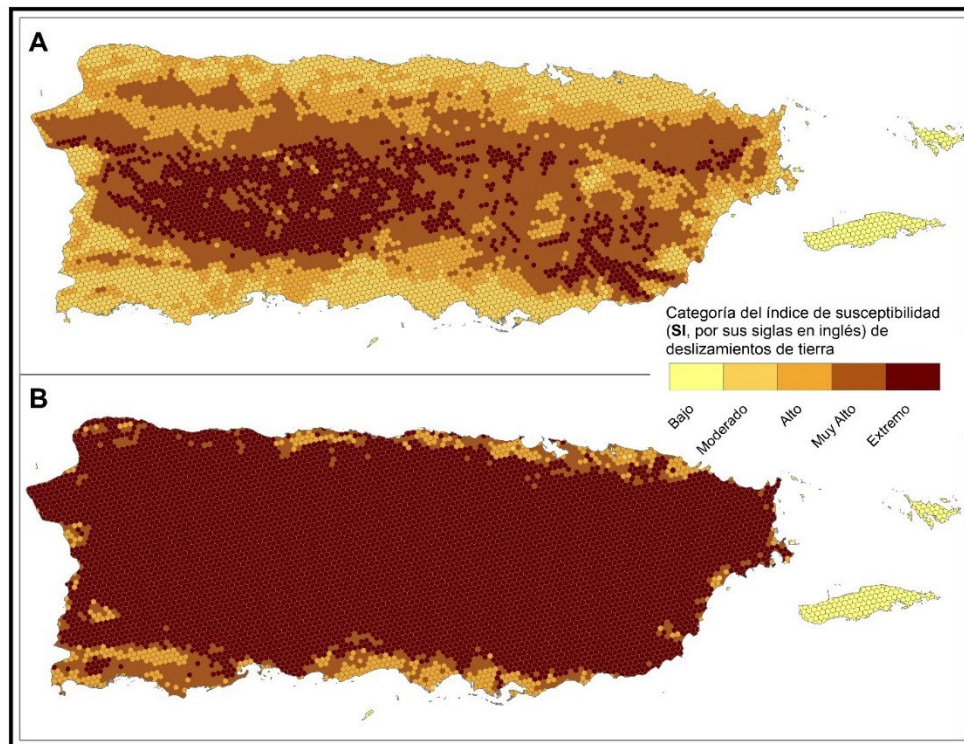 A
Categoría del índice de susceptibilidad
(SI, por sus siglas en inglés) de
deslizamientos de tierra
Bajo
Moderado
Alto
Muy Alto
Extremo
B